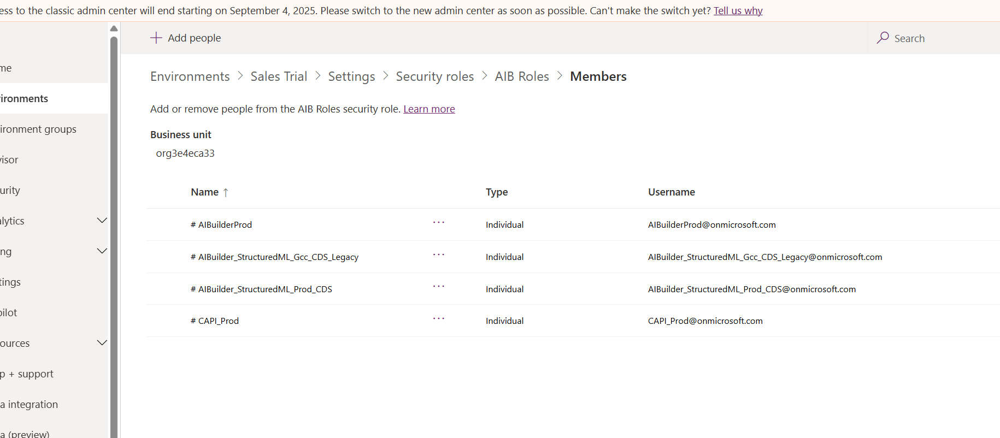 ess to the classic admin center will end starting on September 4, 2025. Please switch to the new admin center as soon as possible. Can't make the switch yet? Tell us why
Add people
Search
me
ironments
ironment groups
visor
urity
alytics
ng
tings
pilot
ources
p + support
a integration
a (preview)
Environments > Sales Trial > Settings > Security roles > AIB Roles > Members
Add or remove people from the AIB Roles security role. Learn more
Business unit
org3e4eca33
Name ↑ Type Username
# AIBuilderProd ... Individual AIBuilderProd@onmicrosoft.com
# AIBuilder_StructuredML_Gcc_CDS_Legacy ... Individual AIBuilder_StructuredML_Gcc_CDS_Legacy@onmicrosoft.com
# AIBuilder_StructuredML_Prod_CDS ... Individual AIBuilder_StructuredML_Prod_CDS@onmicrosoft.com
# CAPI_Prod ... Individual CAPI_Prod@onmicrosoft.com